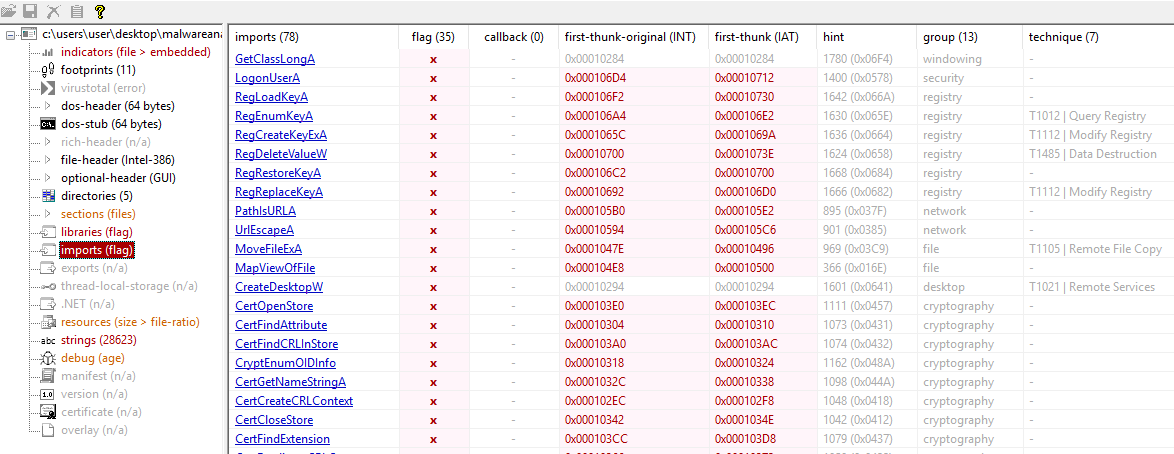 c:\users\user\desktop\malwareana
indicators (file > embedded)
footprints (11)
virustotal (error)
dos-header (64 bytes)
dos-stub (64 bytes)
rich-header (n/a)
file-header (Intel-386)
optional-header (GUI)
directories (5)
sections (files)
libraries (flag)
imports (flag)
exports (n/a)
thread-local-storage (n/a)
.NET (n/a)
resources (size > file-ratio)
abc strings (28623)
debug (age)
manifest (n/a)
1.0 version (n/a)
certificate (n/a)
overlay (n/a)
imports (78) flag (35) callback (0) first-thunk-original (INT) first-thunk (IAT) hint group (13) technique (7)
GetClassLongA x - 0x00010284 0x00010284 1780 (0x06F4) windowing -
LogonUserA x - 0x000106D4 0x00010712 1400 (0x0578) security -
RegLoadKeyA x - 0x000106F2 0x00010730 1642 (0x066A) registry -
RegEnumKeyA x - 0x000106A4 0x000106E2 1630 (0x065E) registry T1012 | Query Registry
RegCreateKeyExA x - 0x0001065C 0x0001069A 1636 (0x0664) registry T1112 | Modify Registry
RegDeleteValueW x - 0x00010700 0x0001073E 1624 (0x0658) registry T1485 | Data Destruction
RegRestoreKeyA x - 0x000106C2 0x00010700 1668 (0x0684) registry -
RegReplaceKeyA x - 0x00010692 0x000106D0 1666 (0x0682) registry T1112 | Modify Registry
PathIsURLA x - 0x000105B0 0x000105E2 895 (0x037F) network -
UrlEscapeA x - 0x00010594 0x000105C6 901 (0x0385) network -
MoveFileExA x - 0x0001047E 0x00010496 969 (0x03C9) file T1105 | Remote File Copy
MapViewOfFile x - 0x000104E8 0x00010500 366 (0x016E) file -
CreateDesktopW x - 0x00010294 0x00010294 1601 (0x0641) desktop T1021 | Remote Services
CertOpenStore x - 0x000103E0 0x000103EC 1111 (0x0457) cryptography -
CertFindAttribute x - 0x00010304 0x00010310 1073 (0x0431) cryptography -
CertFindCRLInStore x - 0x000103A0 0x000103AC 1074 (0x0432) cryptography -
CryptEnumOIDInfo x - 0x00010318 0x00010324 1162 (0x048A) cryptography -
CertGetNameStringA x - 0x0001032C 0x00010338 1098 (0x044A) cryptography -
CertCreateCRLContext x - 0x000102EC 0x000102F8 1048 (0x0418) cryptography -
CertCloseStore x - 0x00010342 0x0001034E 1042 (0x0412) cryptography -
CertFindExtension x - 0x000103CC 0x000103D8 1079 (0x0437) cryptography -